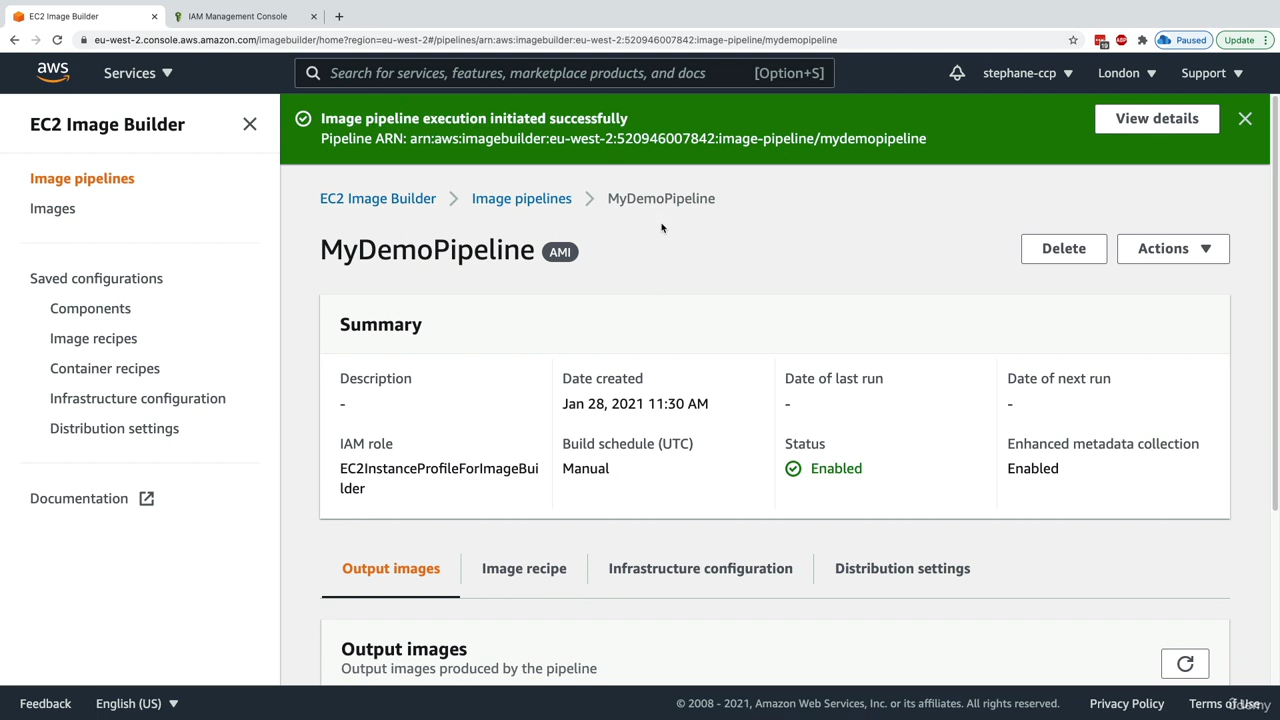 EC2 Image Builder
IAM Management Console
eu-west-2.console.aws.amazon.com/imagebuilder/home?region=eu-west-2#/pipelines/arn:aws:imagebuilder:eu-west-2:520946007842:image-pipeline/mydemopipeline
Paused
Update
aws
Services
Search for services, features, marketplace products, and docs [Option+S]
stephane-ccp
London
Support
EC2 Image Builder
Image pipelines
Images
Saved configurations
Components
Image recipes
Container recipes
Infrastructure configuration
Distribution settings
Documentation
Image pipeline execution initiated successfully
Pipeline ARN: arn:aws:imagebuilder:eu-west-2:520946007842:image-pipeline/mydemopipeline
View details
EC2 Image Builder
Image pipelines
MyDemoPipeline
MyDemoPipeline AMI
Delete
Actions
Summary
Description
-
Date created
Jan 28, 2021 11:30 AM
Date of last run
-
Date of next run
-
IAM role
EC2InstanceProfileForImageBui
lder
Build schedule (UTC)
Manual
Status
Enabled
Enhanced metadata collection
Enabled
Output images
Image recipe
Infrastructure configuration
Distribution settings
Output images
Output images produced by the pipeline
Feedback
English (US)
© 2008 - 2021, Amazon Web Services, Inc. or its affiliates. All rights reserved.
Privacy Policy
Terms of Use